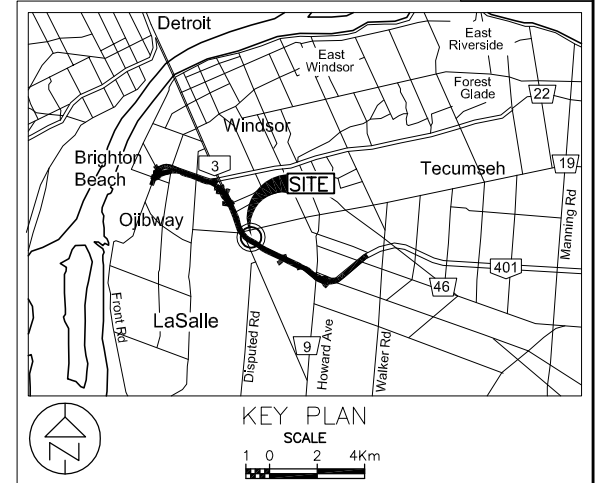 Detroit
East
Riverside
East
Windsor
Forest
Glade
22
Windsor
Brighton
Beach
3
19
SITE
Tecumseh
Manning Rd
Ojibway
401
46
Front Rd
LaSalle
Disputed Rd
9
Howard Ave
Walker Rd
KEY PLAN
SCALE
1 0 2 4Km
N